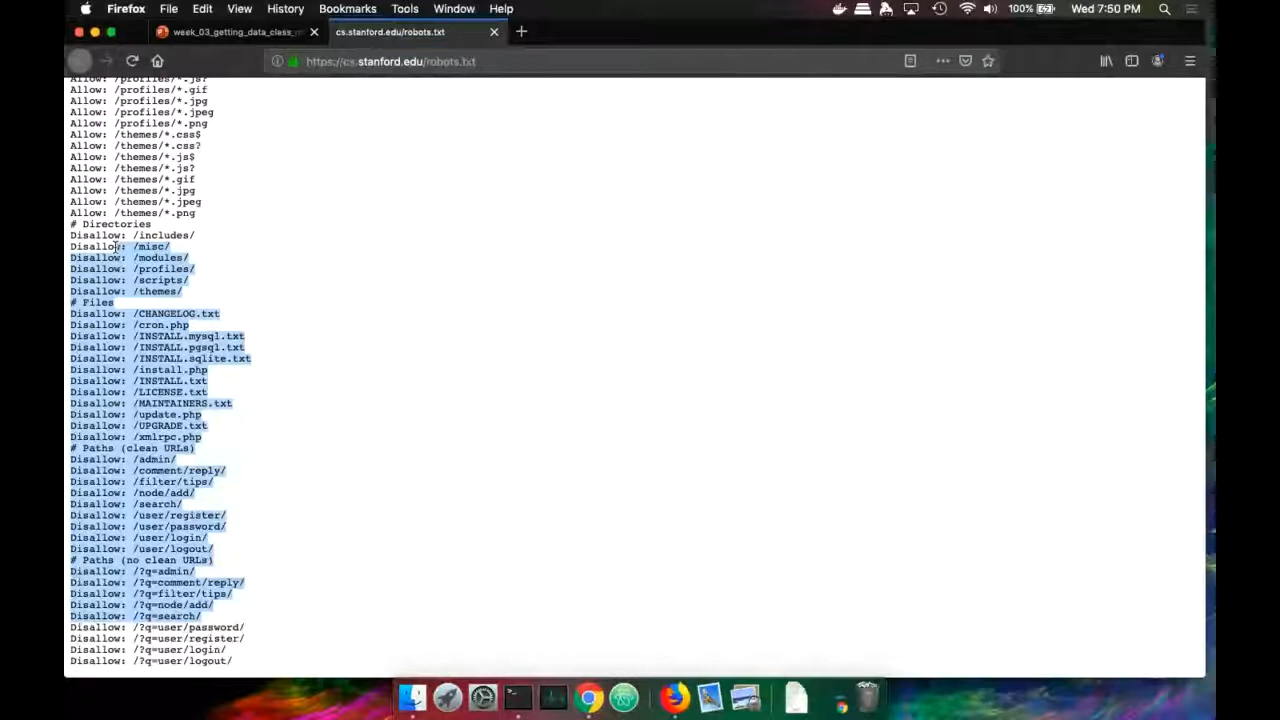 Firefox File Edit View History Bookmarks Tools Window Help 100% Wed 7:50 PM
week_03_getting_data_class_ cs.stanford.edu/robots.txt
https://cs.stanford.edu/robots.txt
Allow: /profiles/*.js?
Allow: /profiles/*.gif
Allow: /profiles/*.jpg
Allow: /profiles/*.jpeg
Allow: /profiles/*.png
Allow: /themes/*.css$
Allow: /themes/*.css?
Allow: /themes/*.js$
Allow: /themes/*.js?
Allow: /themes/*.gif
Allow: /themes/*.jpg
Allow: /themes/*.jpeg
Allow: /themes/*.png
# Directories
Disallow: /includes/
Disallow: /misc/
Disallow: /modules/
Disallow: /profiles/
Disallow: /scripts/
Disallow: /themes/
# Files
Disallow: /CHANGELOG.txt
Disallow: /cron.php
Disallow: /INSTALL.mysql.txt
Disallow: /INSTALL.pgsql.txt
Disallow: /INSTALL.sqlite.txt
Disallow: /install.php
Disallow: /INSTALL.txt
Disallow: /LICENSE.txt
Disallow: /MAINTAINERS.txt
Disallow: /update.php
Disallow: /UPGRADE.txt
Disallow: /xmlrpc.php
# Paths (clean URLs)
Disallow: /admin/
Disallow: /comment/reply/
Disallow: /filter/tips/
Disallow: /node/add/
Disallow: /search/
Disallow: /user/register/
Disallow: /user/password/
Disallow: /user/login/
Disallow: /user/logout/
# Paths (no clean URLs)
Disallow: /?q=admin/
Disallow: /?q=comment/reply/
Disallow: /?q=filter/tips/
Disallow: /?q=node/add/
Disallow: /?q=search/
Disallow: /?q=user/password/
Disallow: /?q=user/register/
Disallow: /?q=user/login/
Disallow: /?q=user/logout/